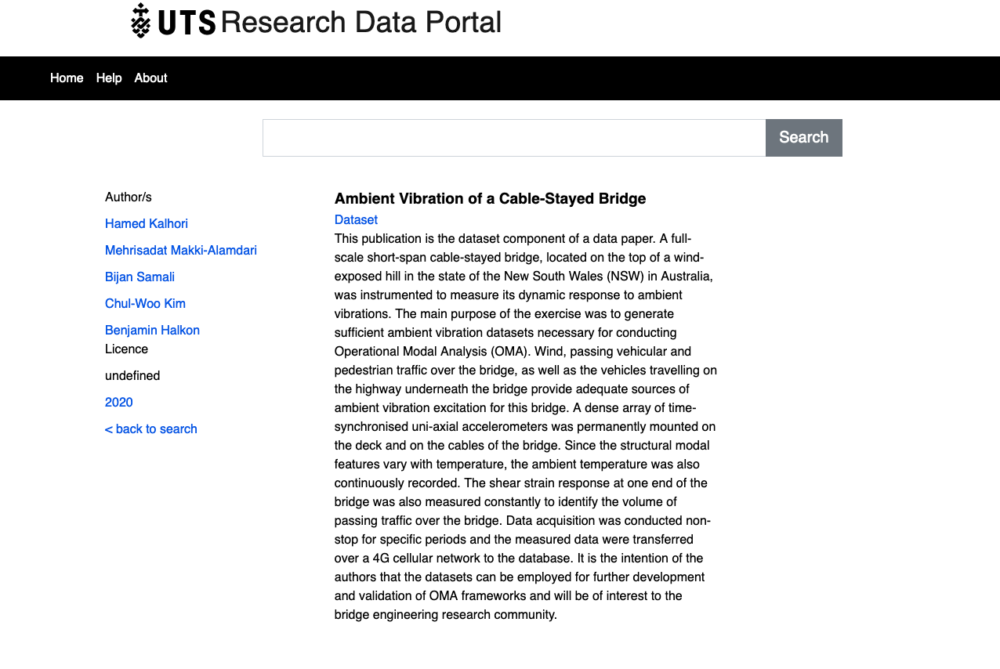 UTS Research Data Portal
Home Help About
Search
Author/s
Hamed Kalhori
Mehrisadat Makki-Alamdari
Bijan Samali
Chul-Woo Kim
Benjamin Halkon
Licence
undefined
2020
< back to search
Ambient Vibration of a Cable-Stayed Bridge
Dataset
This publication is the dataset component of a data paper. A full-
scale short-span cable-stayed bridge, located on the top of a wind-
exposed hill in the state of the New South Wales (NSW) in Australia,
was instrumented to measure its dynamic response to ambient
vibrations. The main purpose of the exercise was to generate
sufficient ambient vibration datasets necessary for conducting
Operational Modal Analysis (OMA). Wind, passing vehicular and
pedestrian traffic over the bridge, as well as the vehicles travelling on
the highway underneath the bridge provide adequate sources of
ambient vibration excitation for this bridge. A dense array of time-
synchronised uni-axial accelerometers was permanently mounted on
the deck and on the cables of the bridge. Since the structural modal
features vary with temperature, the ambient temperature was also
continuously recorded. The shear strain response at one end of the
bridge was also measured constantly to identify the volume of
passing traffic over the bridge. Data acquisition was conducted non-
stop for specific periods and the measured data were transferred
over a 4G cellular network to the database. It is the intention of the
authors that the datasets can be employed for further development
and validation of OMA frameworks and will be of interest to the
bridge engineering research community.